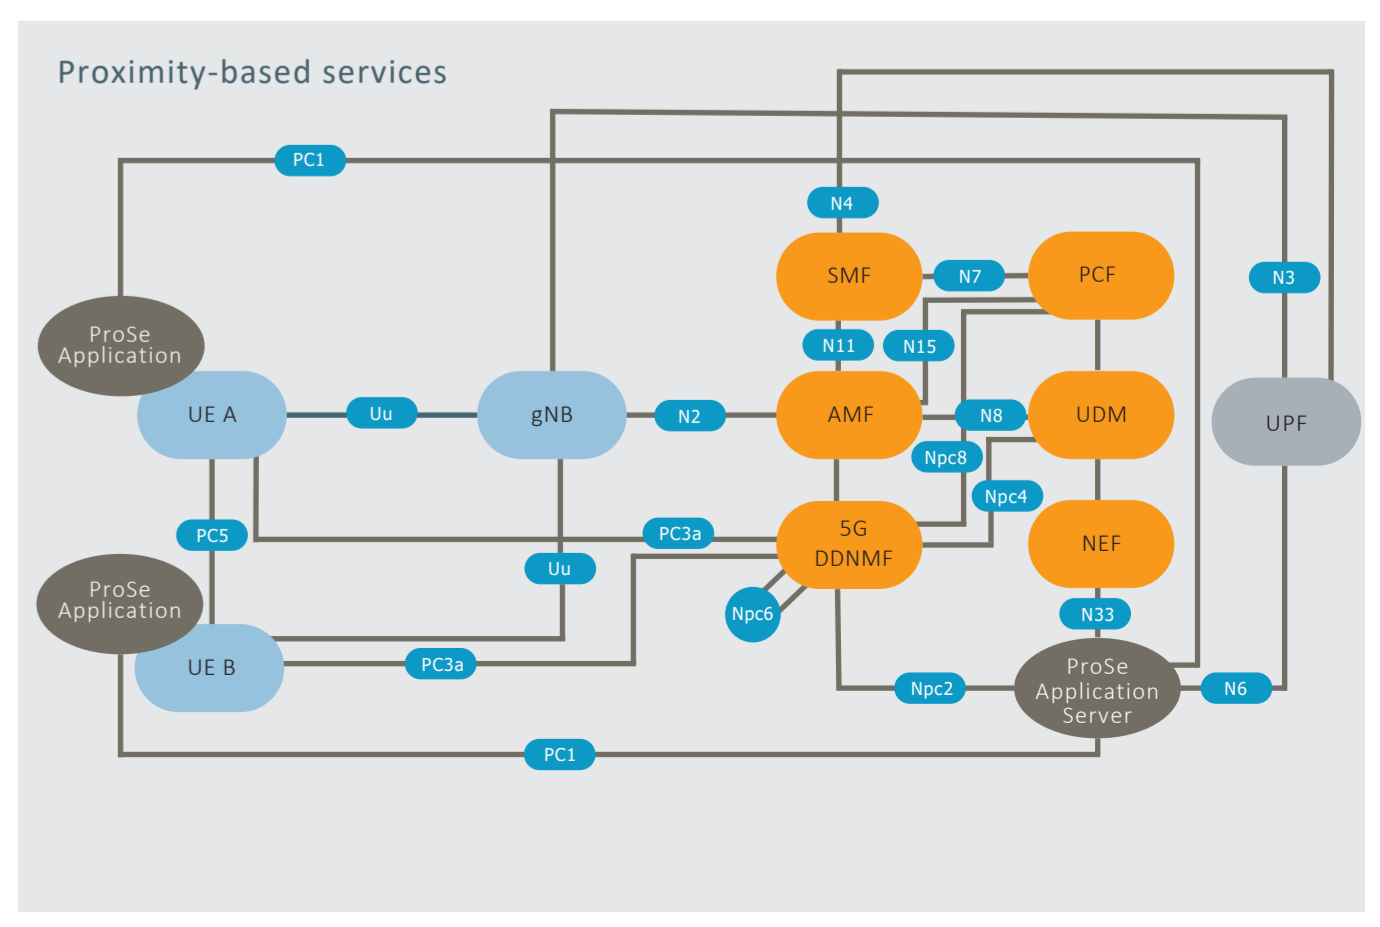 Proximity-based services
PC1
N4
SMF
N7
PCF
N3
ProSe
Application
N11
N15
UE A
Uu
gNB
N2
AMF
N8
UDM
UPF
Npc8
Npc4
PC5
PC3a
5G
DDNMF
NEF
Uu
ProSe
Application
Npc6
N33
UE B
PC3a
Npc2
ProSe
Application
Server
N6
PC1